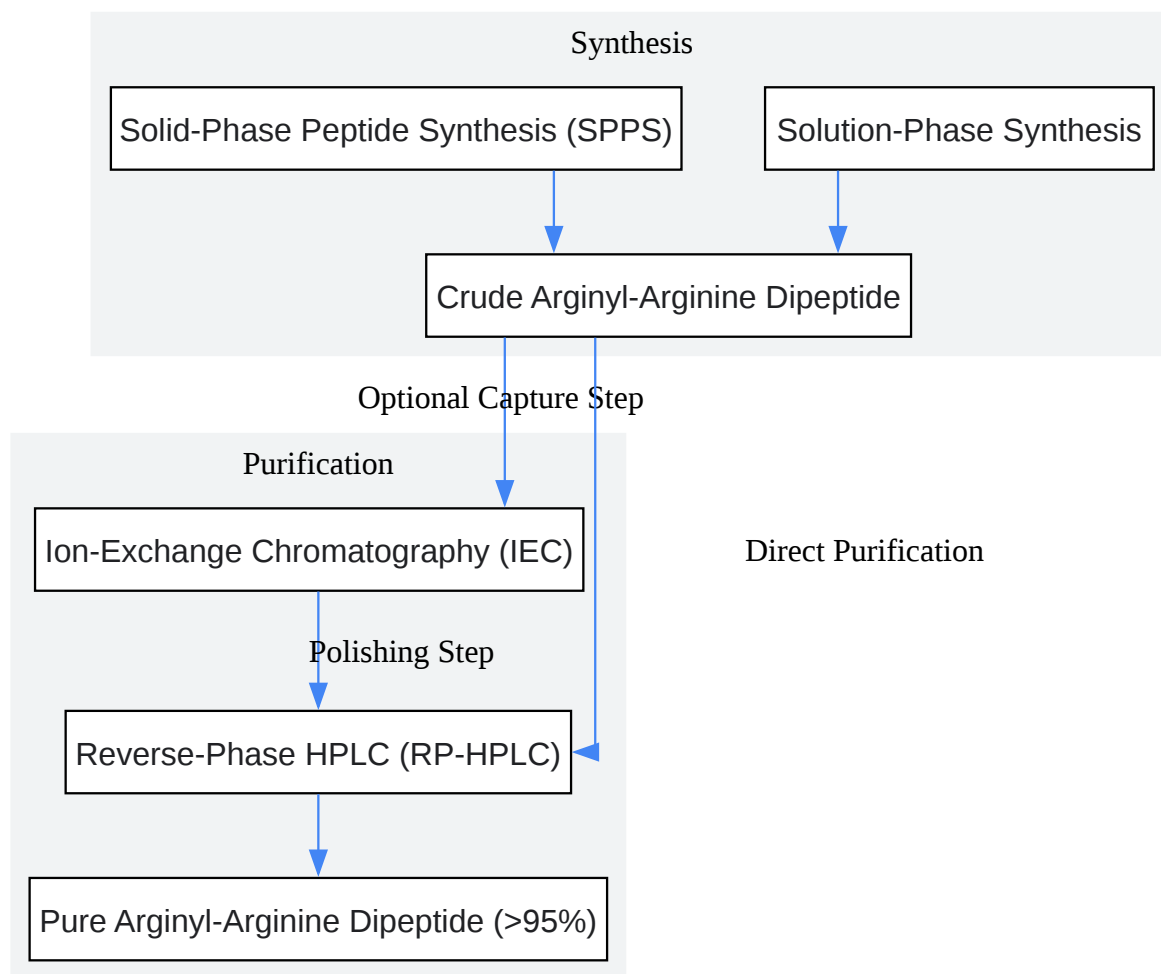 Synthesis
Solid-Phase Peptide Synthesis (SPPS)
Solution-Phase Synthesis
Crude Arginyl-Arginine Dipeptide
Optional Capture Step
Purification
Ion-Exchange Chromatography (IEC)
Direct Purification
Polishing Step
Reverse-Phase HPLC (RP-HPLC)
Pure Arginyl-Arginine Dipeptide (>95%)